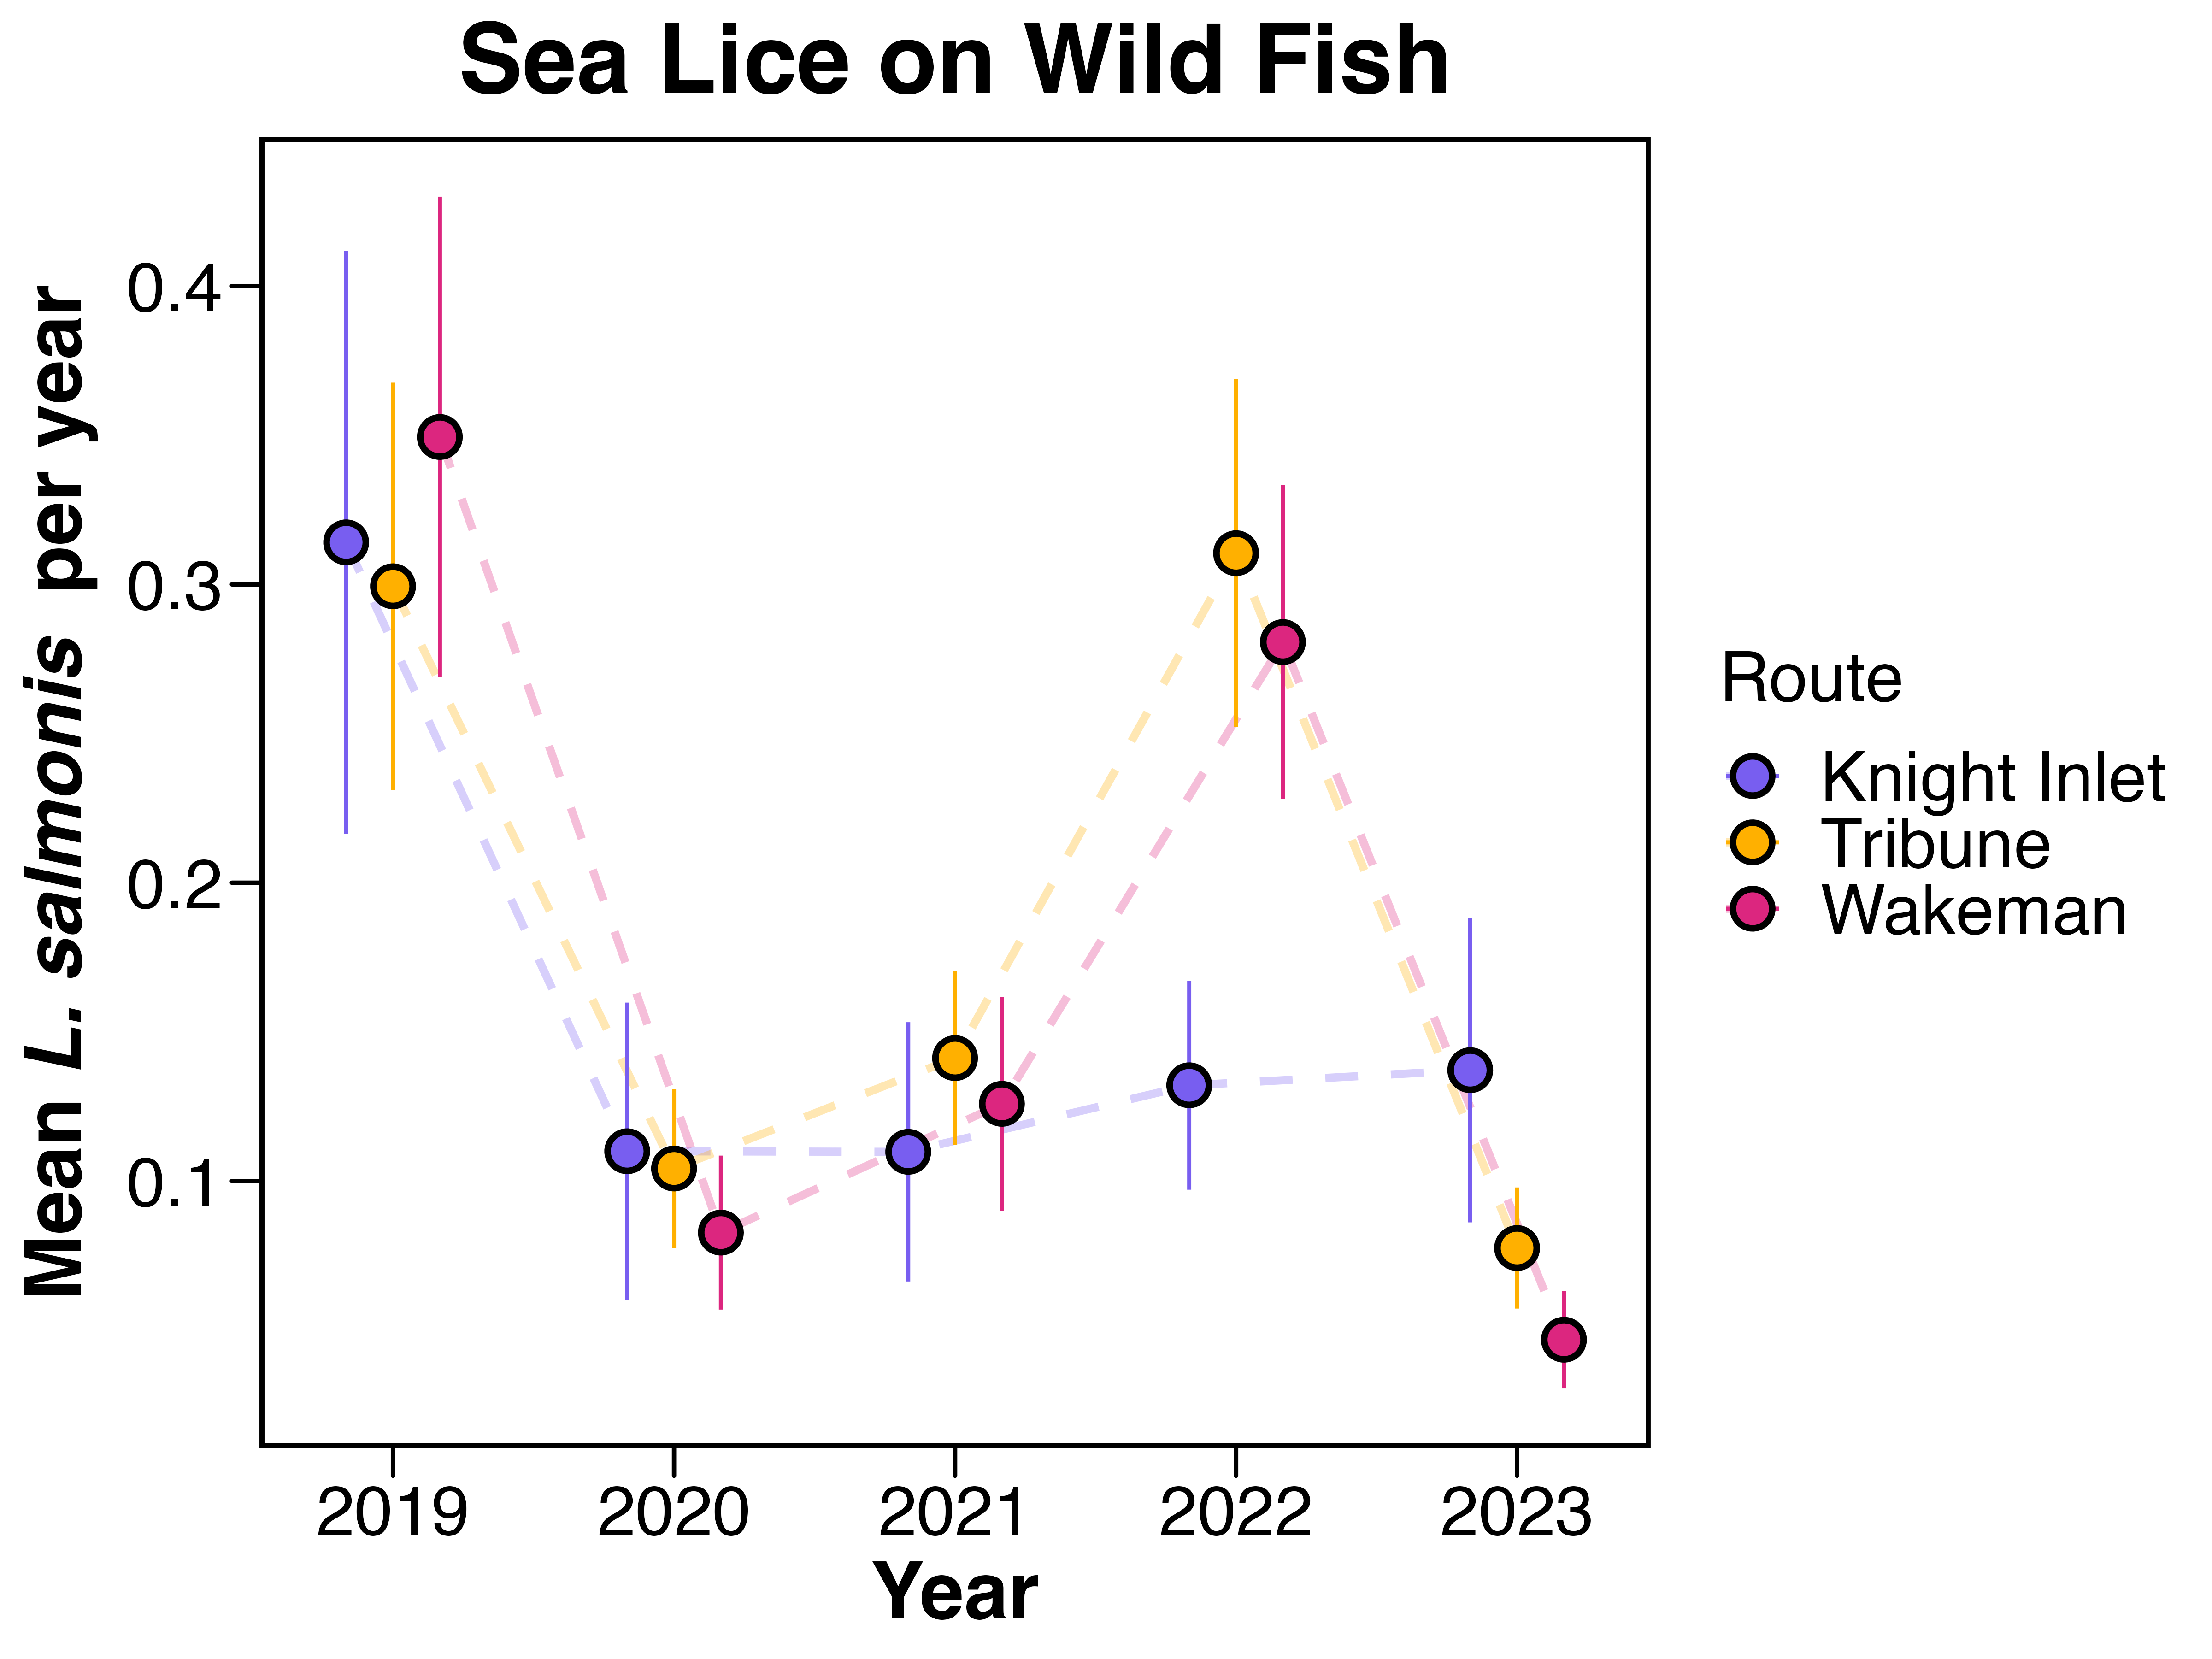 Sea Lice on Wild Fish
Mean L. salmonis per year
0.4
0.3
0.2
0.1
2019 2020 2021 2022 2023
Year
Route
Knight Inlet
Tribune
Wakeman